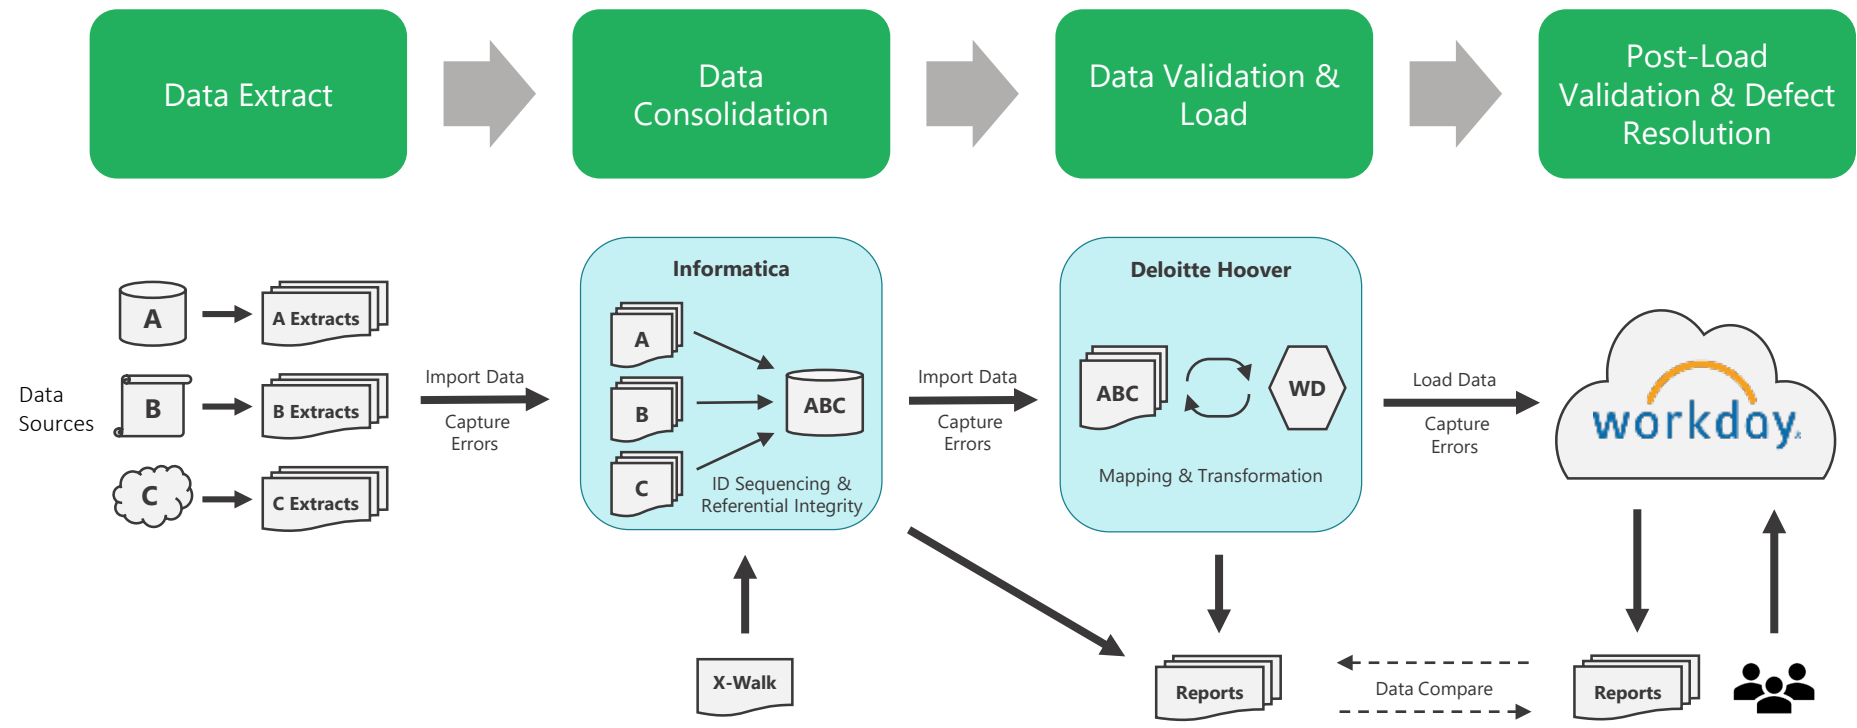 Data Extract
Data
Consolidation
Data Validation &
Load
Post-Load
Validation & Defect
Resolution
Data
Sources
A
A Extracts
B
B Extracts
C
C Extracts
Import Data
Capture
Errors
Informatica
A
B
C
ABC
ID Sequencing &
Referential Integrity
X-Walk
Import Data
Capture
Errors
Deloitte Hoover
ABC
WD
Mapping & Transformation
Reports
Load Data
Capture
Errors
workday
Data Compare
Reports